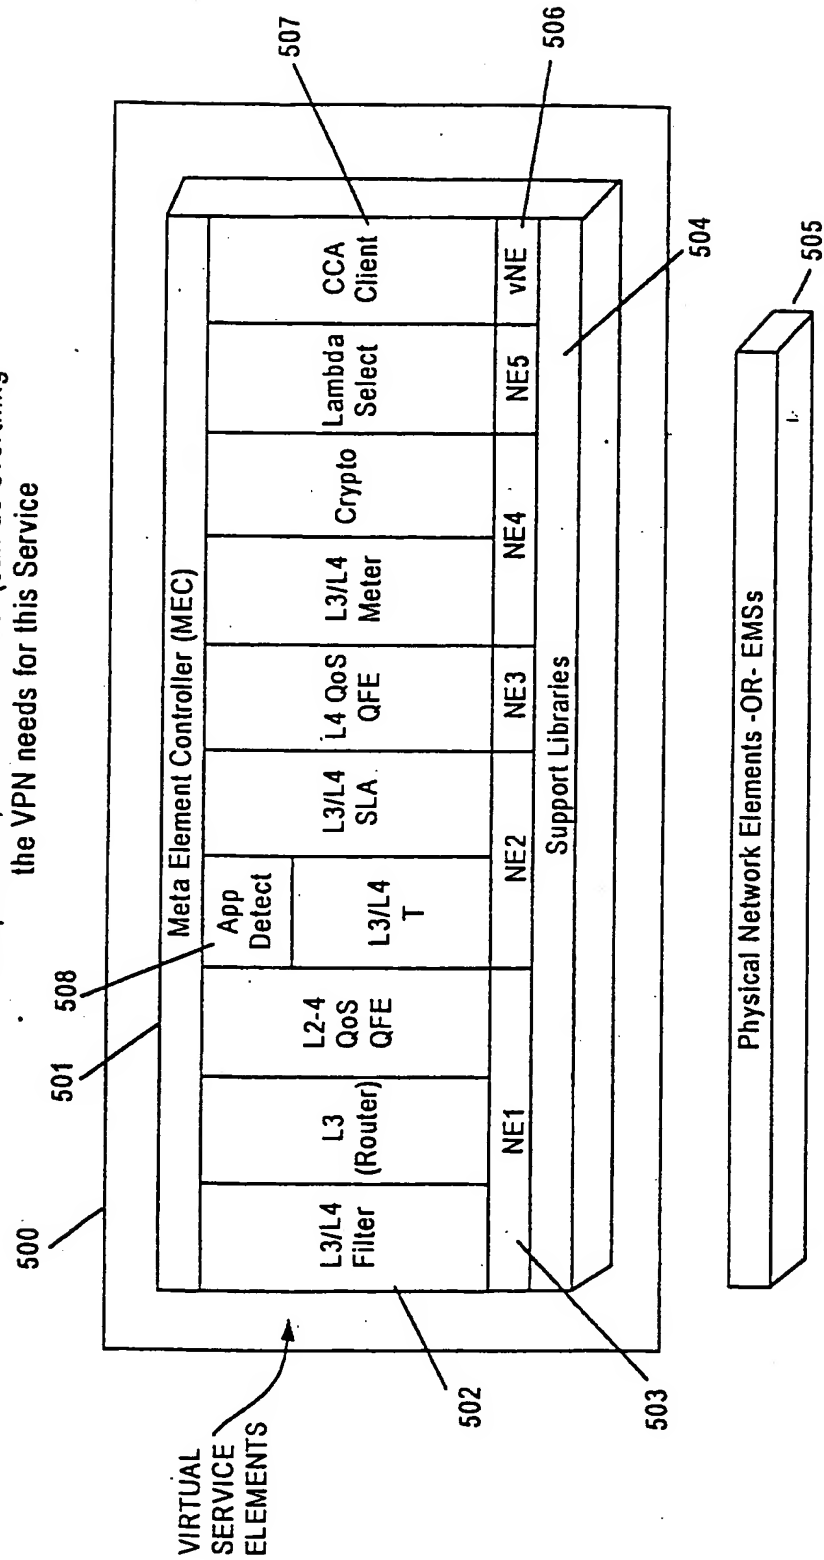 the VPN needs for this Service
500
501
508
507
506
VIRTUAL
SERVICE
ELEMENTS
Meta Element Controller (MEC)
L3/L4
Filter
L3
(Router)
L2-4
QoS
QFE
App
Detect
L3/L4
T
L3/L4
SLA
L4 QoS
QFE
L3/L4
Meter
Crypto
Lambda
Select
CCA
Client
NE1
NE2
NE3
NE4
NE5
vNE
Support Libraries
502
503
504
Physical Network Elements -OR- EMSs
505